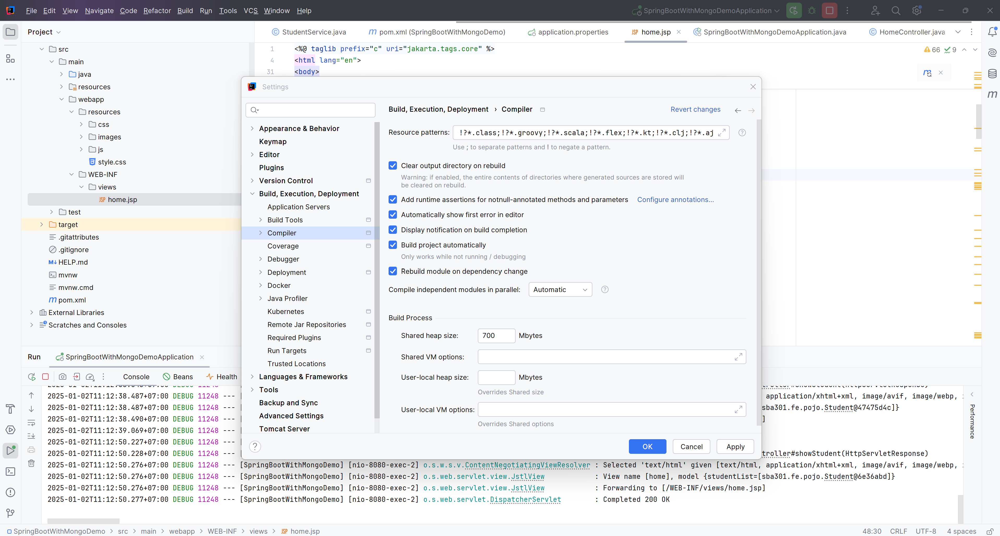 File Edit View Navigate Code Refactor Build Run Tools VCS Window Help
SpringBootWithMongoDemoApplication
Project
StudentService.java
pom.xml (SpringBootWithMongoDemo)
application.properties
home.jsp
SpringBootWithMongoDemoApplication.java
HomeController.java
src
main
java
resources
webapp
resources
css
images
js
style.css
WEB-INF
views
JSP home.jsp
test
target
.gitattributes
.gitignore
HELP.md
mvnw
mvnw.cmd
pom.xml
External Libraries
Scratches and Consoles
1 <%@ taglib prefix="c" uri="jakarta.tags.core" %>
4 <html lang="en">
31 <body>
66 9
Settings
Appearance & Behavior
Keymap
Editor
Plugins
Version Control
Build, Execution, Deployment
Application Servers
Build Tools
Compiler
Coverage
Debugger
Deployment
Docker
Java Profiler
Kubernetes
Remote Jar Repositories
Required Plugins
Run Targets
Trusted Locations
Languages & Frameworks
Tools
Backup and Sync
Advanced Settings
Tomcat Server
Build, Execution, Deployment › Compiler
Revert changes
Resource patterns: !?*.class;!?*.groovy;!?*.scala;!?*.flex;!?*.kt;!?*.clj;!?*.aj
Use ; to separate patterns and ! to negate a pattern.
Clear output directory on rebuild
Warning: if enabled, the entire contents of directories where generated sources are stored will
be cleared on rebuild.
Add runtime assertions for notnull-annotated methods and parameters Configure annotations...
Automatically show first error in editor
Display notification on build completion
Build project automatically
Only works while not running / debugging
Rebuild module on dependency change
Compile independent modules in parallel: Automatic
Build Process
Shared heap size: 700 Mbytes
Shared VM options:
User-local heap size: Mbytes
Overrides Shared size
User-local VM options:
Overrides Shared options
OK Cancel Apply
Run SpringBootWithMongoDemoApplication
Console Beans Health
2025-01-02T11:12:38.487+07:00 DEBUG 11248 --- [ application/xhtml+xml, image/avif, image/webp,
2025-01-02T11:12:38.490+07:00 DEBUG 11248 --- [ sba301.fe.pojo.Student@47475d4c]}
2025-01-02T11:12:38.490+07:00 DEBUG 11248 --- [ ]
2025-01-02T11:12:39.069+07:00 DEBUG 11248 --- [
2025-01-02T11:12:50.227+07:00 DEBUG 11248 --- [
2025-01-02T11:12:50.228+07:00 DEBUG 11248 --- [ troller#showStudent(HttpServletResponse)
2025-01-02T11:12:50.276+07:00 DEBUG 11248 --- [SpringBootWithMongoDemo] [nio-8080-exec-2] o.s.w.s.v.ContentNegotiatingViewResolver : Selected 'text/html' given [text/html, application/xhtml+xml, image/avif, image/webp,
2025-01-02T11:12:50.276+07:00 DEBUG 11248 --- [SpringBootWithMongoDemo] [nio-8080-exec-2] o.s.web.servlet.view.JstlView : View name [home], model {studentList=[sba301.fe.pojo.Student@6e36abd]}
2025-01-02T11:12:50.276+07:00 DEBUG 11248 --- [SpringBootWithMongoDemo] [nio-8080-exec-2] o.s.web.servlet.view.JstlView : Forwarding to [/WEB-INF/views/home.jsp]
2025-01-02T11:12:50.277+07:00 DEBUG 11248 --- [SpringBootWithMongoDemo] [nio-8080-exec-2] o.s.web.servlet.DispatcherServlet : Completed 200 OK
Performance
SpringBootWithMongoDemo > src > main > webapp > WEB-INF > views > JSP home.jsp
48:30 CRLF UTF-8 4 spaces